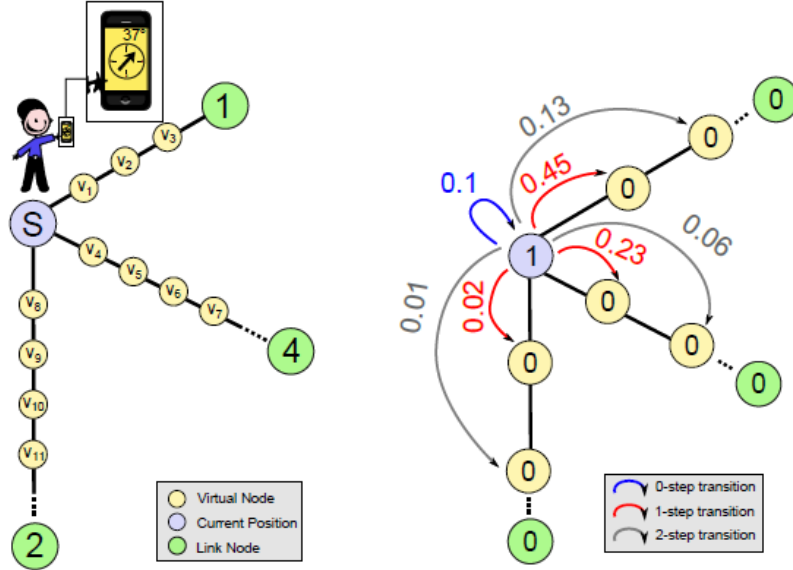 37°
1
v3
v2
v1
S
v4
v5
v6
v7
4
v8
v9
v10
v11
2
Virtual Node
Current Position
Link Node
0
0.13
0
0.45
0.1
0
1
0.06
0.23
0.01
0.02
0
0
0
0
0
0
0-step transition
1-step transition
2-step transition